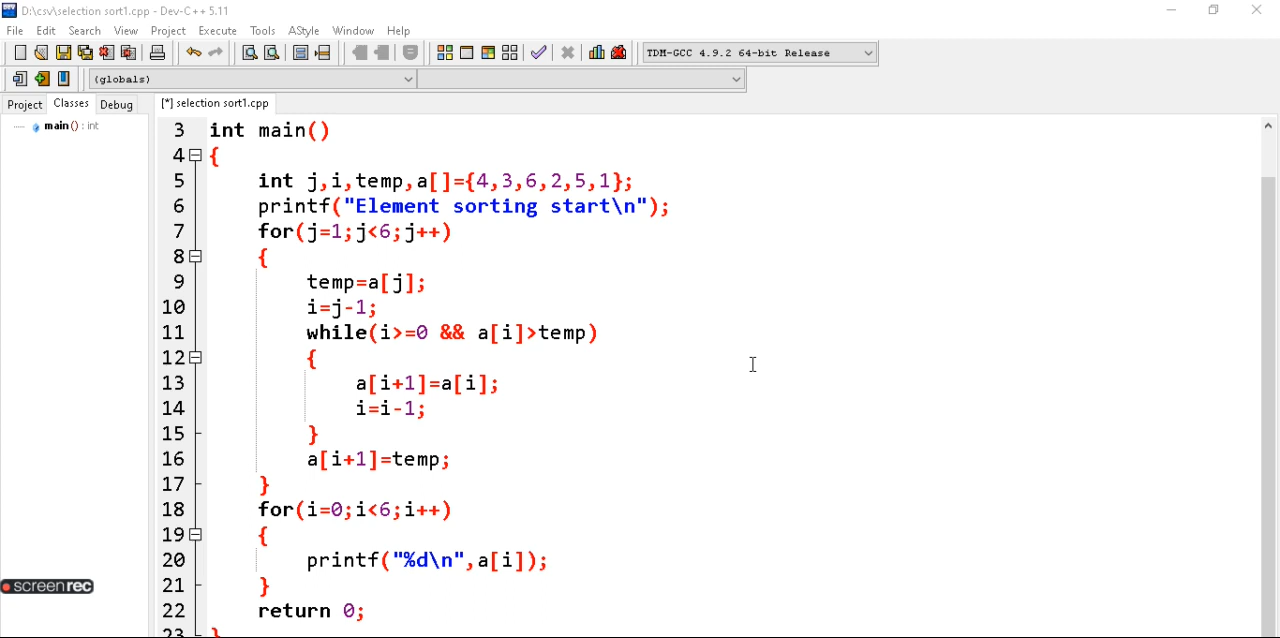 D:\csv\selection sort1.cpp - Dev-C++ 5.11
File Edit Search View Project Execute Tools AStyle Window Help
TDM-GCC 4.9.2 64-bit Release
(globals)
Project Classes Debug [*] selection sort1.cpp
main () : int
3 int main()
4 {
5 int j,i,temp,a[]={4,3,6,2,5,1};
6 printf("Element sorting start\n");
7 for(j=1;j<6;j++)
8 {
9 temp=a[j];
10 i=j-1;
11 while(i>=0 && a[i]>temp)
12 {
13 a[i+1]=a[i];
14 i=i-1;
15 }
16 a[i+1]=temp;
17 }
18 for(i=0;i<6;i++)
19 {
20 printf("%d\n",a[i]);
21 }
22 return 0;
23 }
screenrec